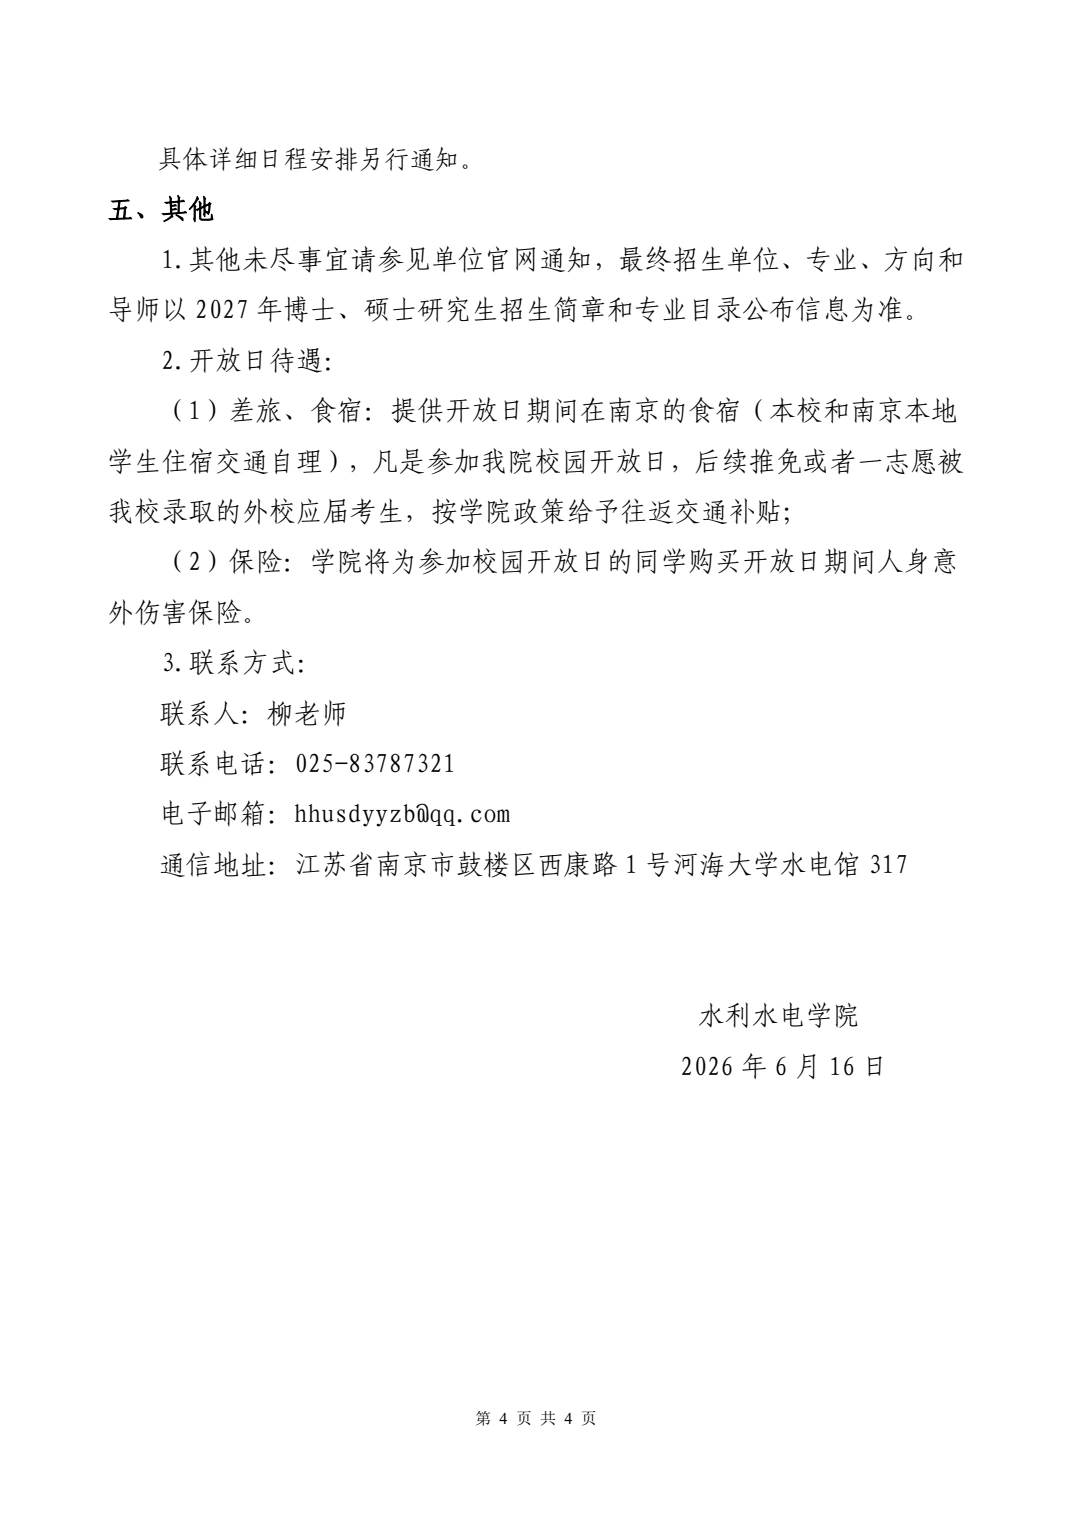 具体详细日程安排另行通知。
五、其他
1.其他未尽事宜请参见单位官网通知，最终招生单位、专业、方向和
导师以 2027 年博士、硕士研究生招生简章和专业目录公布信息为准。
2.开放日待遇：
（1）差旅、食宿：提供开放日期间在南京的食宿（本校和南京本地
学生住宿交通自理），凡是参加我院校园开放日，后续推免或者一志愿被
我校录取的外校应届考生，按学院政策给予往返交通补贴；
（2）保险：学院将为参加校园开放日的同学购买开放日期间人身意
外伤害保险。
3.联系方式：
联系人：柳老师
联系电话：025-83787321
电子邮箱：hhusdyyzb@qq.com
通信地址：江苏省南京市鼓楼区西康路 1 号河海大学水电馆 317
水利水电学院
2026 年 6 月 16 日
第 4 页 共 4 页